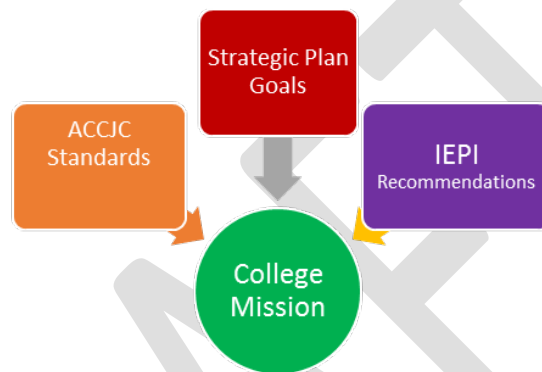 Strategic Plan
Goals
ACCJC
Standards
IEPI
Recommendations
College
Mission